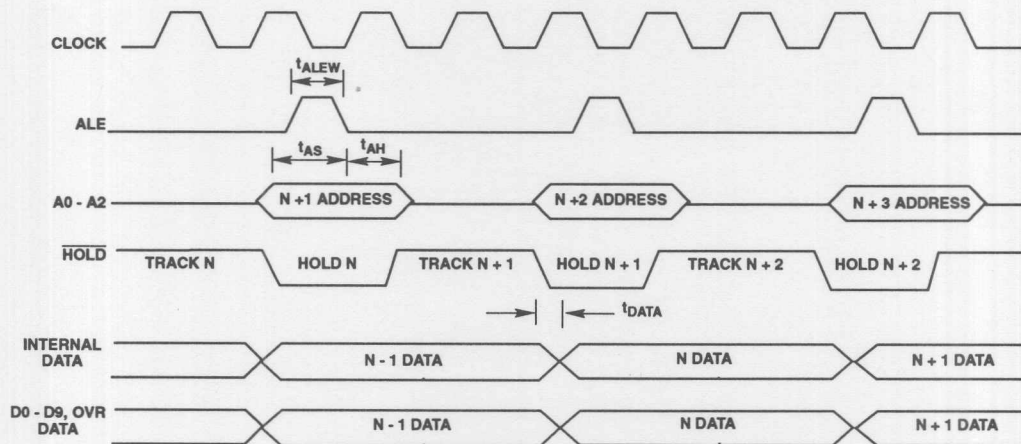 CLOCK
tALEW
ALE
tAS
tAH
A0 - A2
N +1 ADDRESS
N +2 ADDRESS
N + 3 ADDRESS
HOLD
TRACK N
HOLD N
TRACK N + 1
HOLD N + 1
TRACK N + 2
HOLD N + 2
tDATA
INTERNAL
DATA
N - 1 DATA
N DATA
N + 1 DATA
D0 - D9, OVR
DATA
N - 1 DATA
N DATA
N + 1 DATA